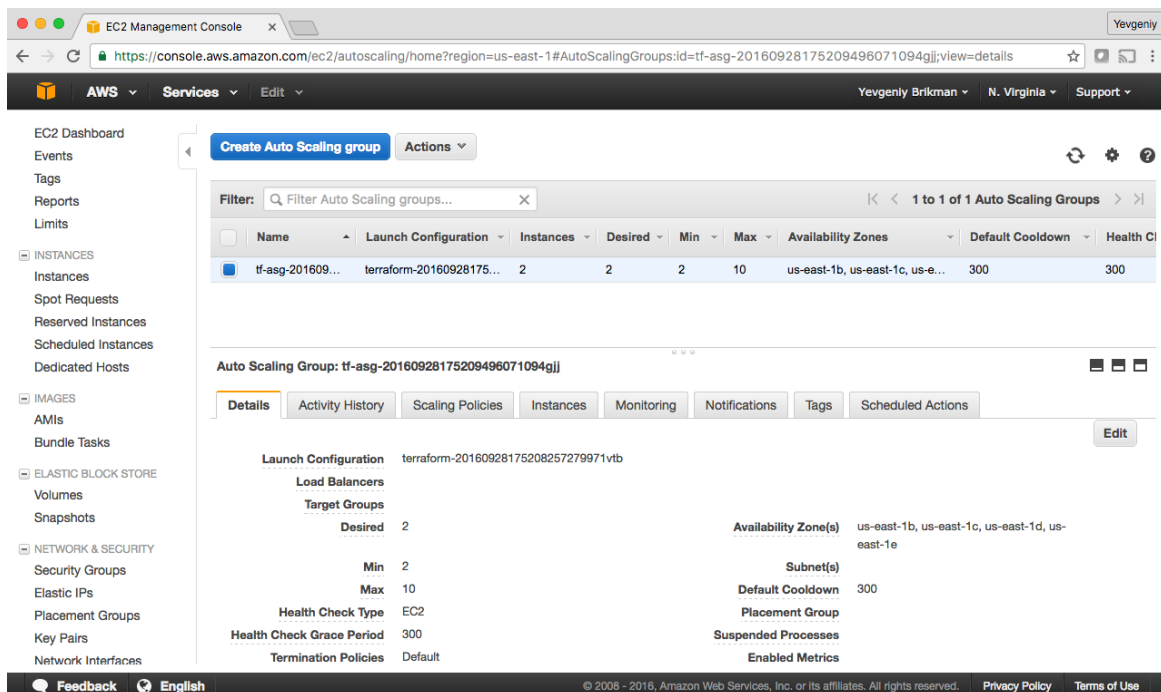 EC2 Management Console
Yevgeniy
https://console.aws.amazon.com/ec2/autoscaling/home?region=us-east-1#AutoScalingGroups:id=tf-asg-20160928175209496071094gjj;view=details
AWS Services Edit Yevgeniy Brikman N. Virginia Support
EC2 Dashboard
Events
Tags
Reports
Limits
INSTANCES
Instances
Spot Requests
Reserved Instances
Scheduled Instances
Dedicated Hosts
IMAGES
AMIs
Bundle Tasks
ELASTIC BLOCK STORE
Volumes
Snapshots
NETWORK & SECURITY
Security Groups
Elastic IPs
Placement Groups
Key Pairs
Network Interfaces
Create Auto Scaling group Actions
Filter: Filter Auto Scaling groups... 1 to 1 of 1 Auto Scaling Groups
Name Launch Configuration Instances Desired Min Max Availability Zones Default Cooldown Health Cl
tf-asg-201609... terraform-20160928175... 2 2 2 10 us-east-1b, us-east-1c, us-e... 300 300
Auto Scaling Group: tf-asg-20160928175209496071094gjj
Details Activity History Scaling Policies Instances Monitoring Notifications Tags Scheduled Actions
Edit
Launch Configuration terraform-20160928175208257279971vtb
Load Balancers
Target Groups
Desired 2 Availability Zone(s) us-east-1b, us-east-1c, us-east-1d, us-
east-1e
Min 2 Subnet(s)
Max 10 Default Cooldown 300
Health Check Type EC2 Placement Group
Health Check Grace Period 300 Suspended Processes
Termination Policies Default Enabled Metrics
Feedback English © 2008 - 2016, Amazon Web Services, Inc. or its affiliates. All rights reserved. Privacy Policy Terms of Use